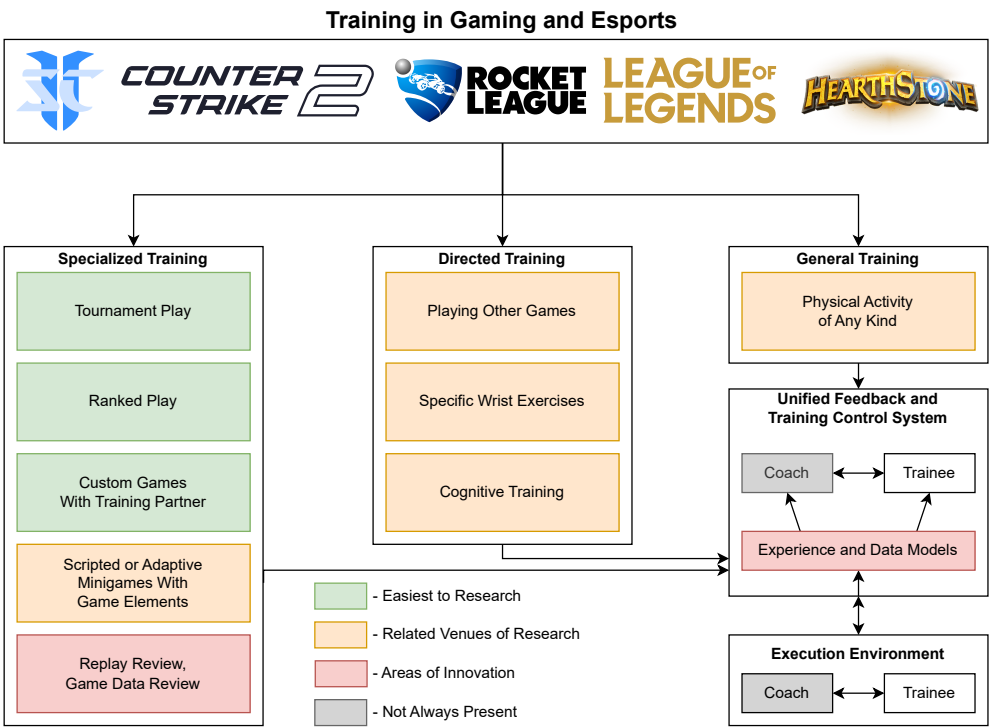 Training in Gaming and Esports
COUNTER
STRIKE 2
ROCKET
LEAGUE
LEAGUE OF
LEGENDS
HEARTHSTONE
Specialized Training
Tournament Play
Ranked Play
Custom Games
With Training Partner
Scripted or Adaptive
Minigames With
Game Elements
Replay Review,
Game Data Review
Directed Training
Playing Other Games
Specific Wrist Exercises
Cognitive Training
General Training
Physical Activity
of Any Kind
Unified Feedback and
Training Control System
Coach
Trainee
Experience and Data Models
Execution Environment
Coach
Trainee
- Easiest to Research
- Related Venues of Research
- Areas of Innovation
- Not Always Present